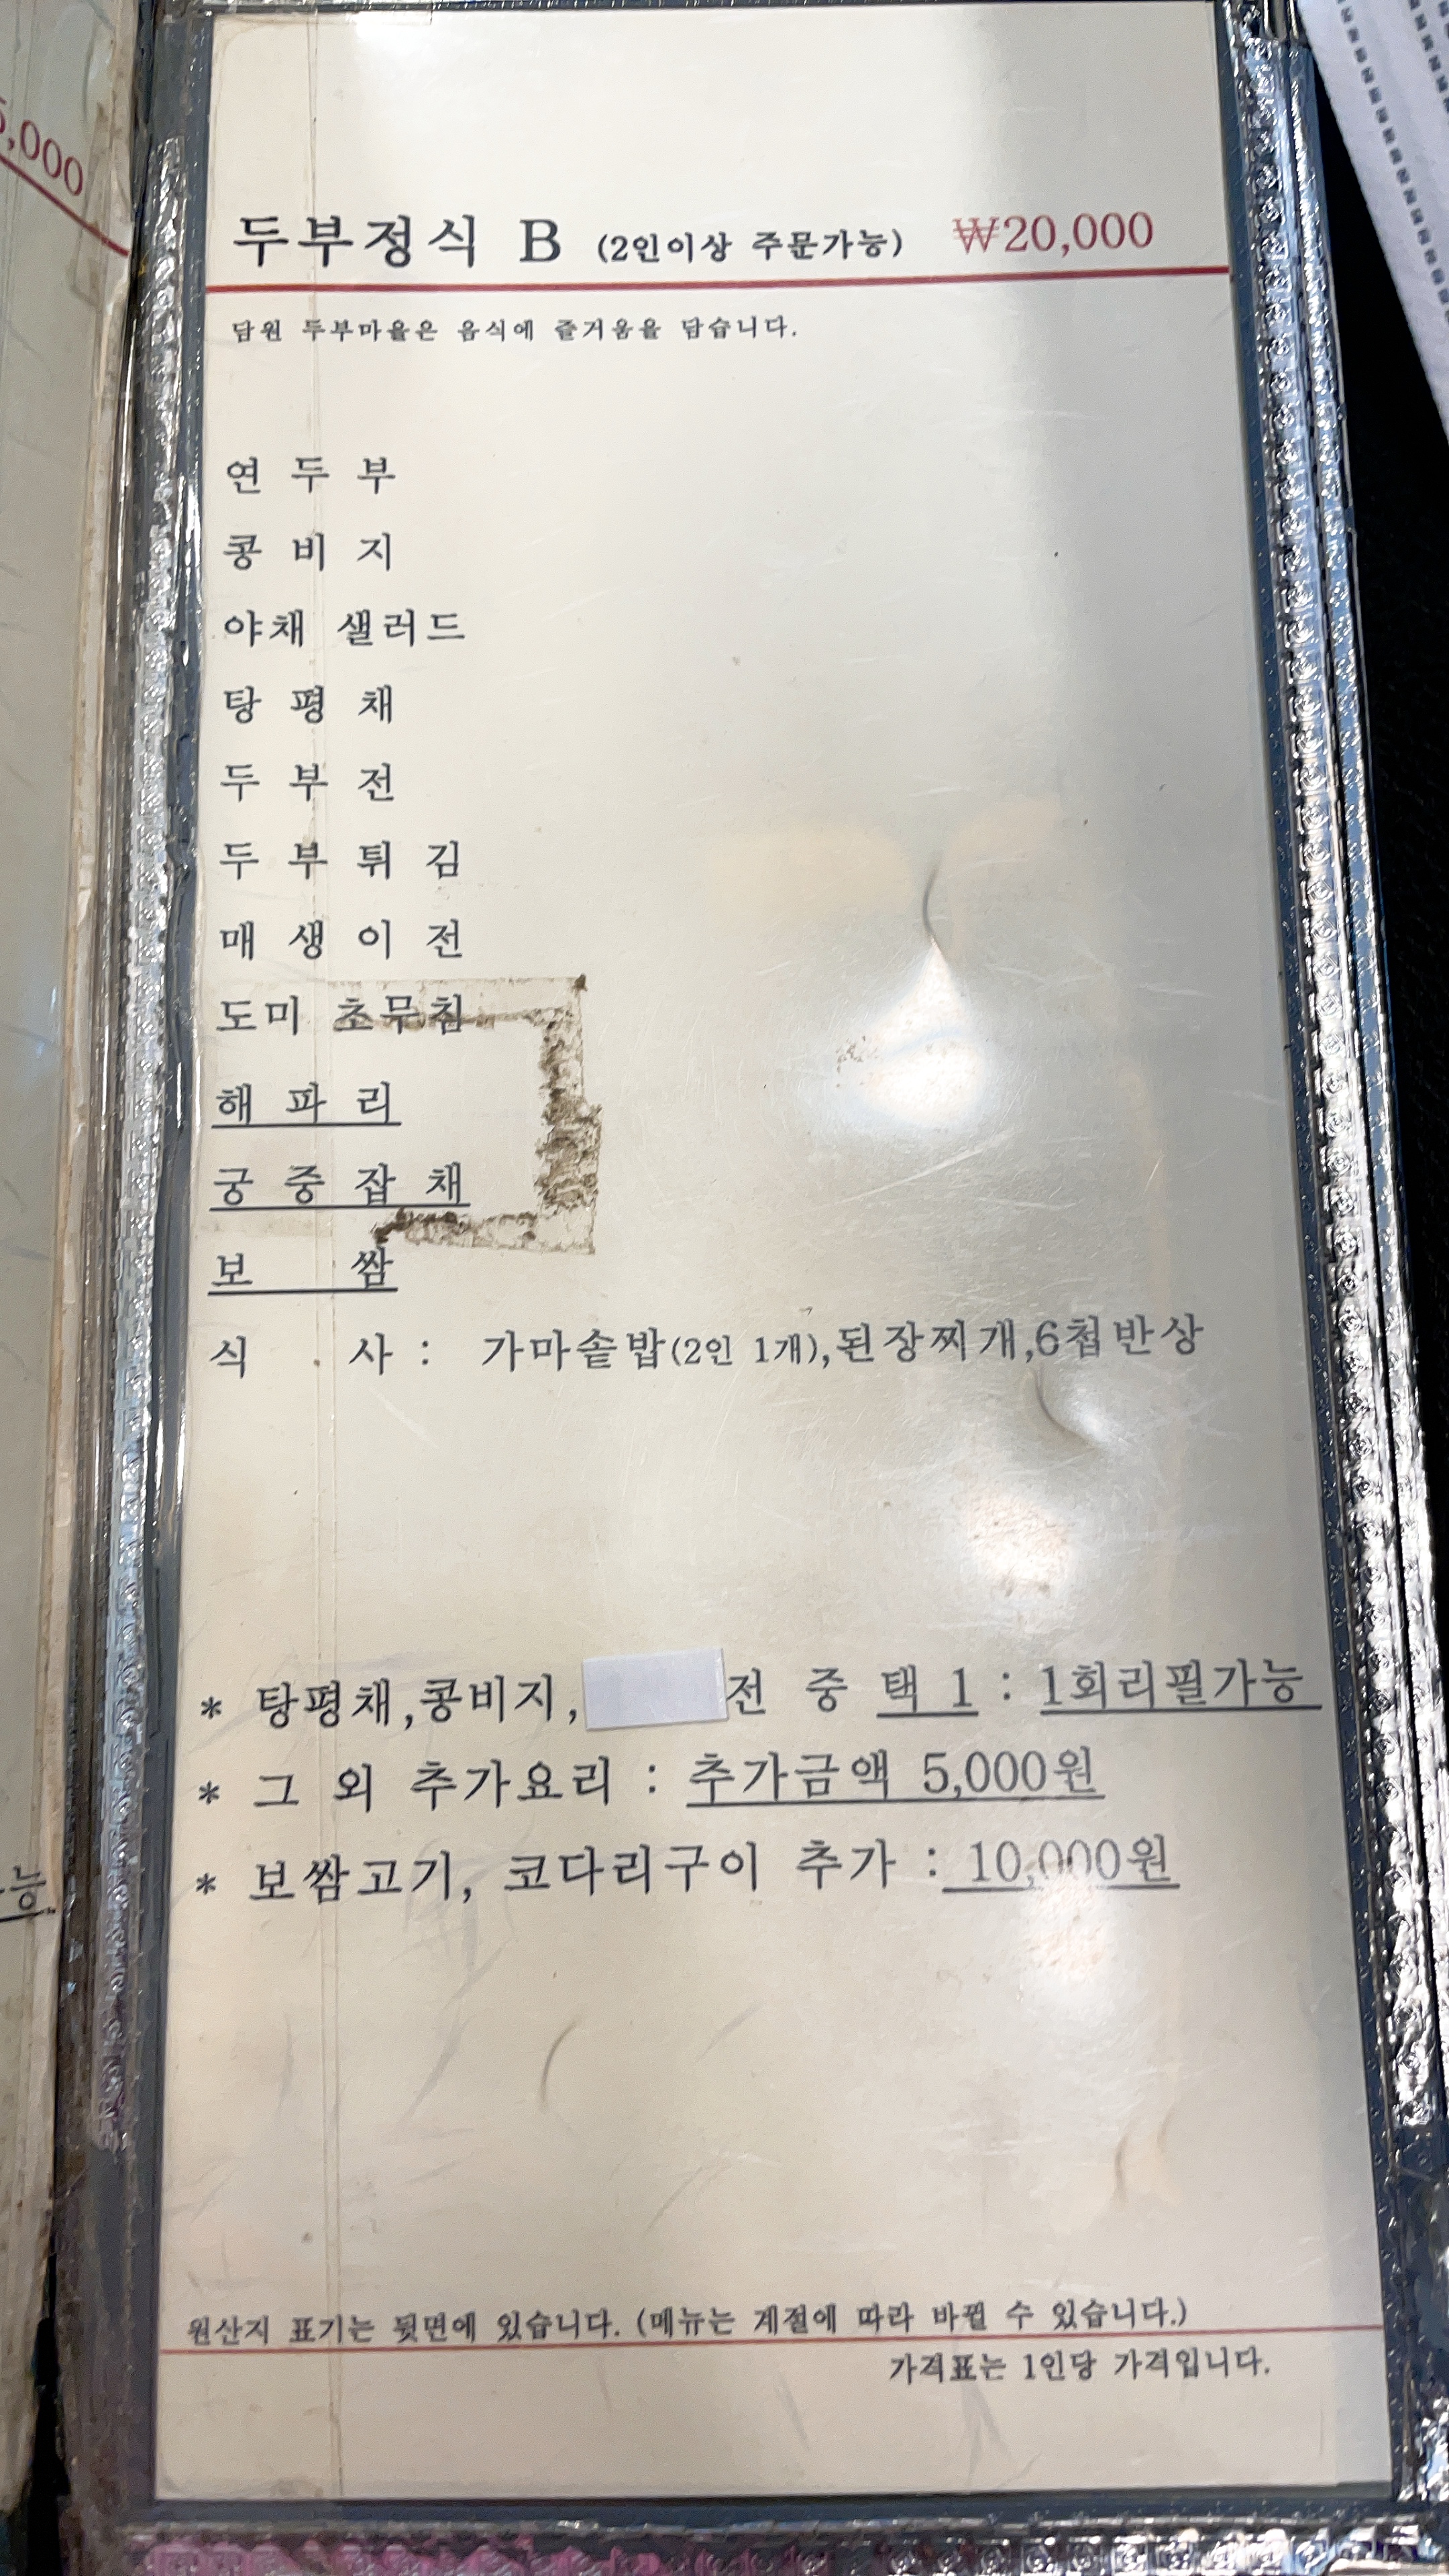 5,000
두부정식 B (2인이상 주문가능) ₩20,000
담원 두부마을은 음식에 즐거움을 담습니다.
연두부
콩비지
야채 샐러드
탕평채
두부전
두부튀김
매생이전
도미 초무침
해파리
궁중잡채
보쌈
식 사 : 가마솥밥(2인 1개),된장찌개,6첩반상
* 탕평채,콩비지, 전 중 택 1 : 1회리필가능
* 그 외 추가요리 : 추가금액 5,000원
* 보쌈고기, 코다리구이 추가 : 10,000원
능
원산지 표기는 뒷면에 있습니다. (메뉴는 계절에 따라 바뀔 수 있습니다.)
가격표는 1인당 가격입니다.